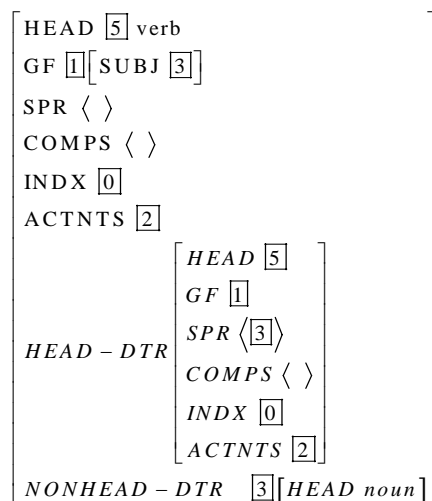 HEAD 5 verb
GF 1 [SUBJ 3]
SPR ⟨ ⟩
COMPS ⟨ ⟩
INDX 0
ACTNTS 2
HEAD – DTR [HEAD 5
GF 1
SPR ⟨3⟩
COMPS ⟨ ⟩
INDX 0
ACTNTS 2]
NONHEAD – DTR 3 [HEAD noun]